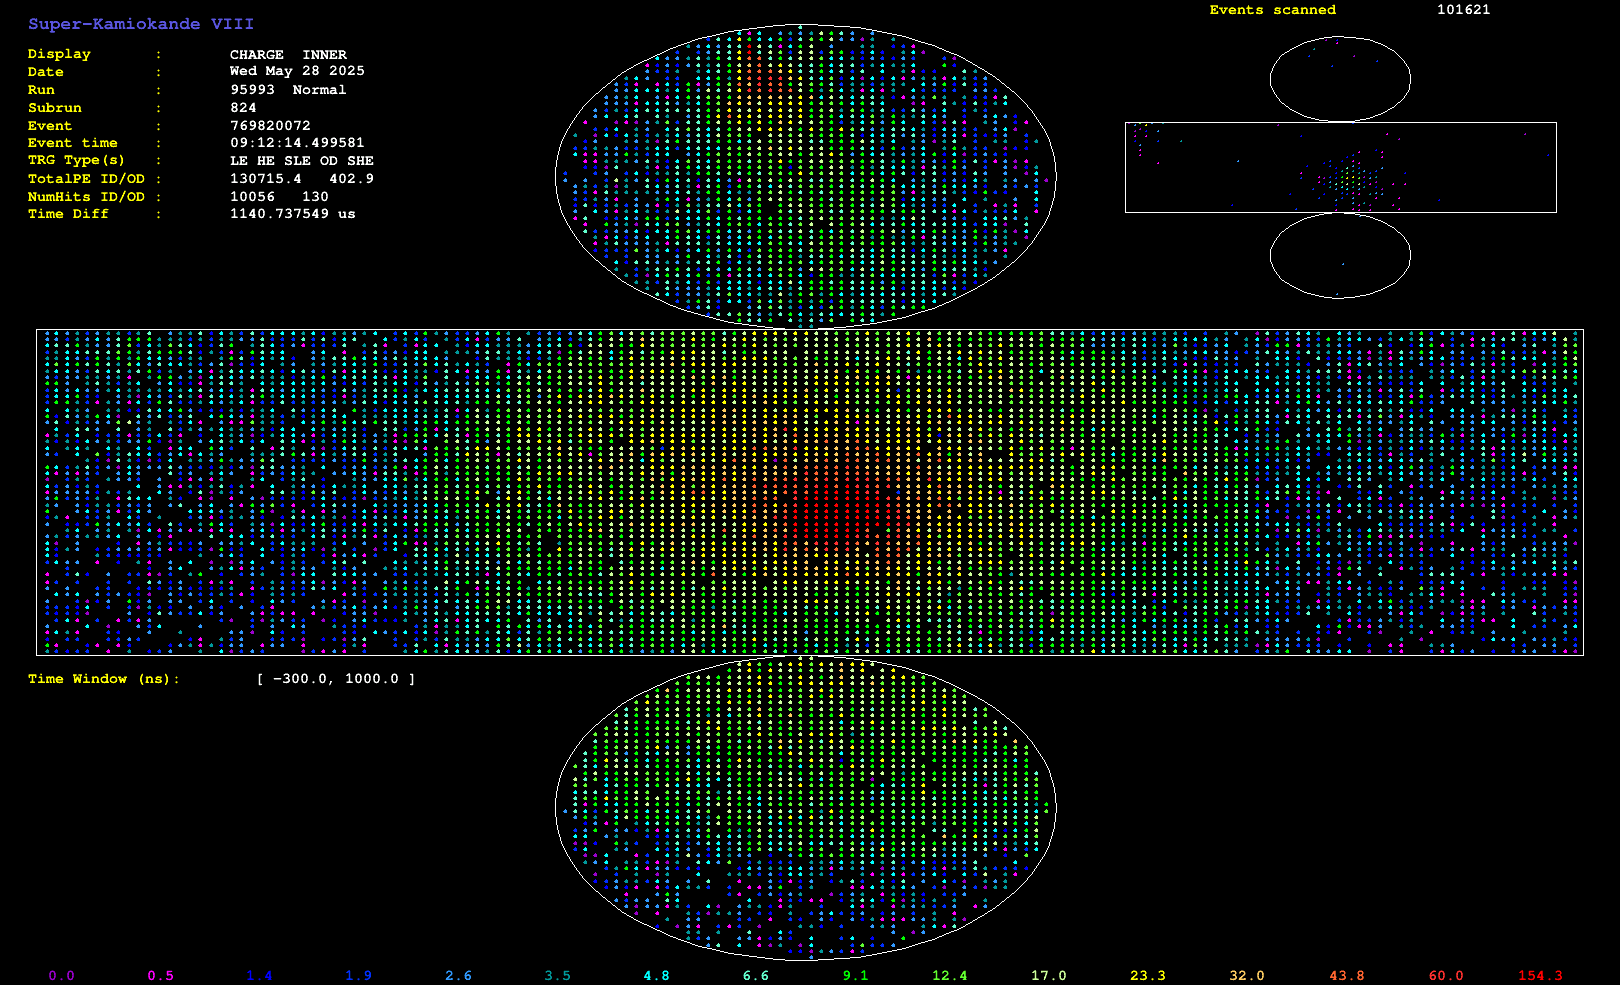 Super-Kamiokande VIII
Display : CHARGE INNER
Date : Wed May 28 2025
Run : 95993 Normal
Subrun : 824
Event : 769820072
Event time : 09:12:14.499581
TRG Type(s) : LE HE SLE OD SHE
TotalPE ID/OD : 130715.4 402.9
NumHits ID/OD : 10056 130
Time Diff : 1140.737549 us
Events scanned 101621
Time Window (ns): [ -300.0, 1000.0 ]
0.0 0.5 1.4 1.9 2.6 3.5 4.8 6.6 9.1 12.4 17.0 23.3 32.0 43.8 60.0 154.3